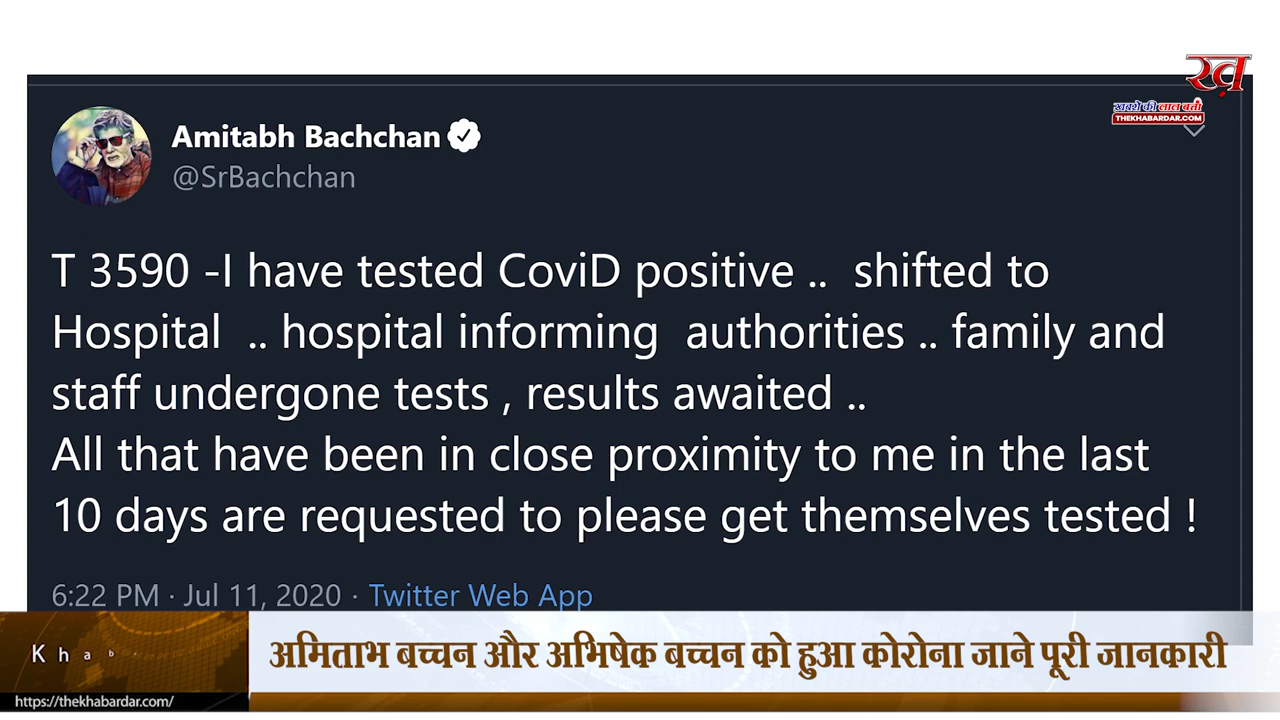 ख़
खबरों की लाल बत्ती
THEKHABARDAR.COM
Amitabh Bachchan
@SrBachchan
T 3590 -I have tested CoviD positive ..  shifted to
Hospital  .. hospital informing  authorities .. family and
staff undergone tests , results awaited ..
All that have been in close proximity to me in the last
10 days are requested to please get themselves tested !
6:22 PM · Jul 11, 2020 · Twitter Web App
Khab
अमिताभ बच्चन और अभिषेक बच्चन को हुआ कोरोना जाने पूरी जानकारी
https://thekhabardar.com/